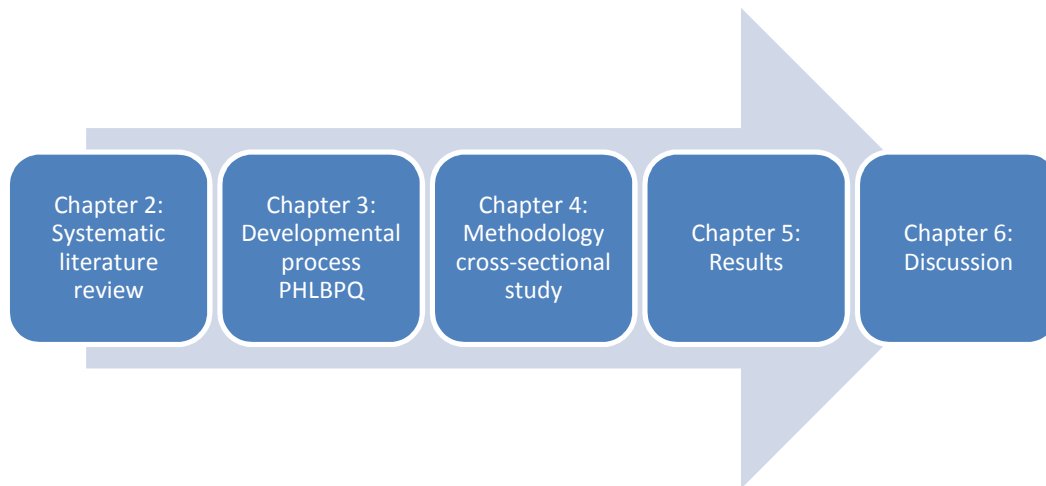 Chapter 2:
Systematic
literature
review
Chapter 3:
Developmental
process
PHLBPQ
Chapter 4:
Methodology
cross-sectional
study
Chapter 5:
Results
Chapter 6:
Discussion